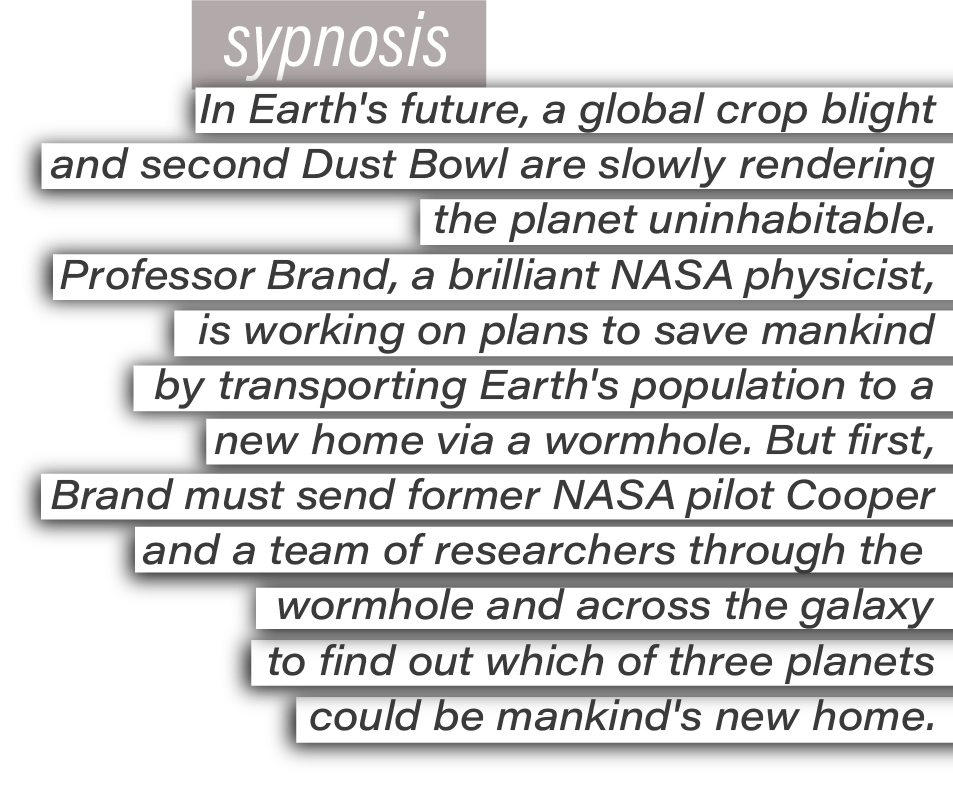 sypnosis
In Earth's future, a global crop blight
and second Dust Bowl are slowly rendering
the planet uninhabitable.
Professor Brand, a brilliant NASA physicist,
is working on plans to save mankind
by transporting Earth's population to a
new home via a wormhole. But first,
Brand must send former NASA pilot Cooper
and a team of researchers through the
wormhole and across the galaxy
to find out which of three planets
could be mankind's new home.